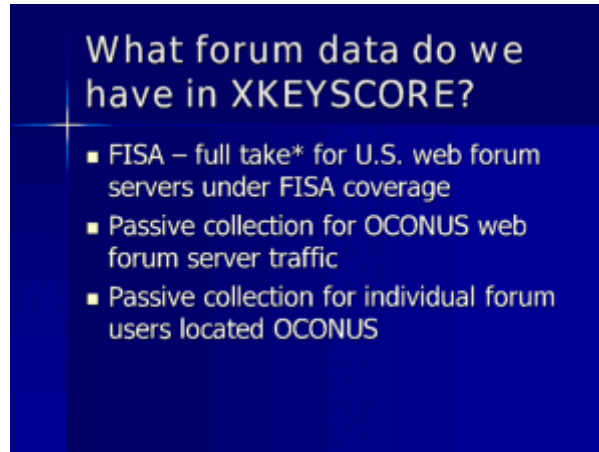 What forum data do we
have in XKEYSCORE?
▪ FISA – full take* for U.S. web forum
servers under FISA coverage
▪ Passive collection for OCONUS web
forum server traffic
▪ Passive collection for individual forum
users located OCONUS